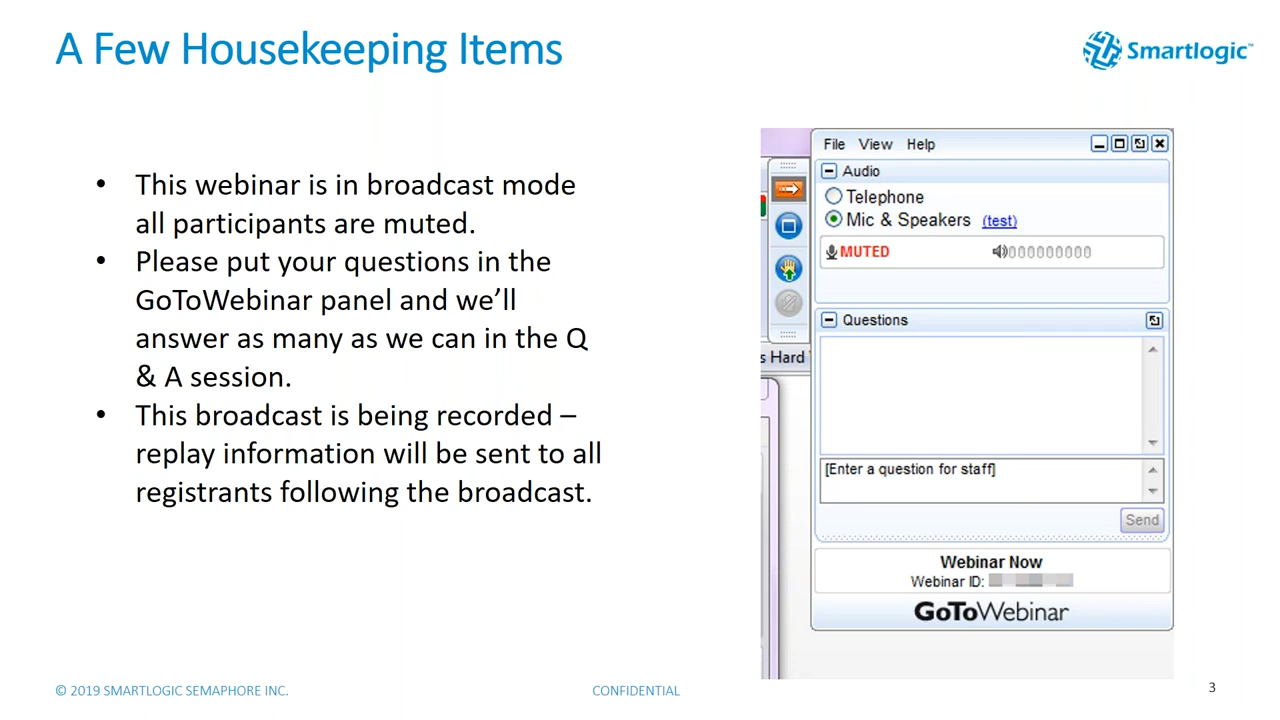 A Few Housekeeping Items
Smartlogic™
• This webinar is in broadcast mode
all participants are muted.
• Please put your questions in the
GoToWebinar panel and we’ll
answer as many as we can in the Q
& A session.
• This broadcast is being recorded –
replay information will be sent to all
registrants following the broadcast.
File View Help
Audio
Telephone
Mic & Speakers (test)
MUTED
Questions
s Hard
[Enter a question for staff]
Send
Webinar Now
Webinar ID:
GoToWebinar
© 2019 SMARTLOGIC SEMAPHORE INC.
CONFIDENTIAL
3